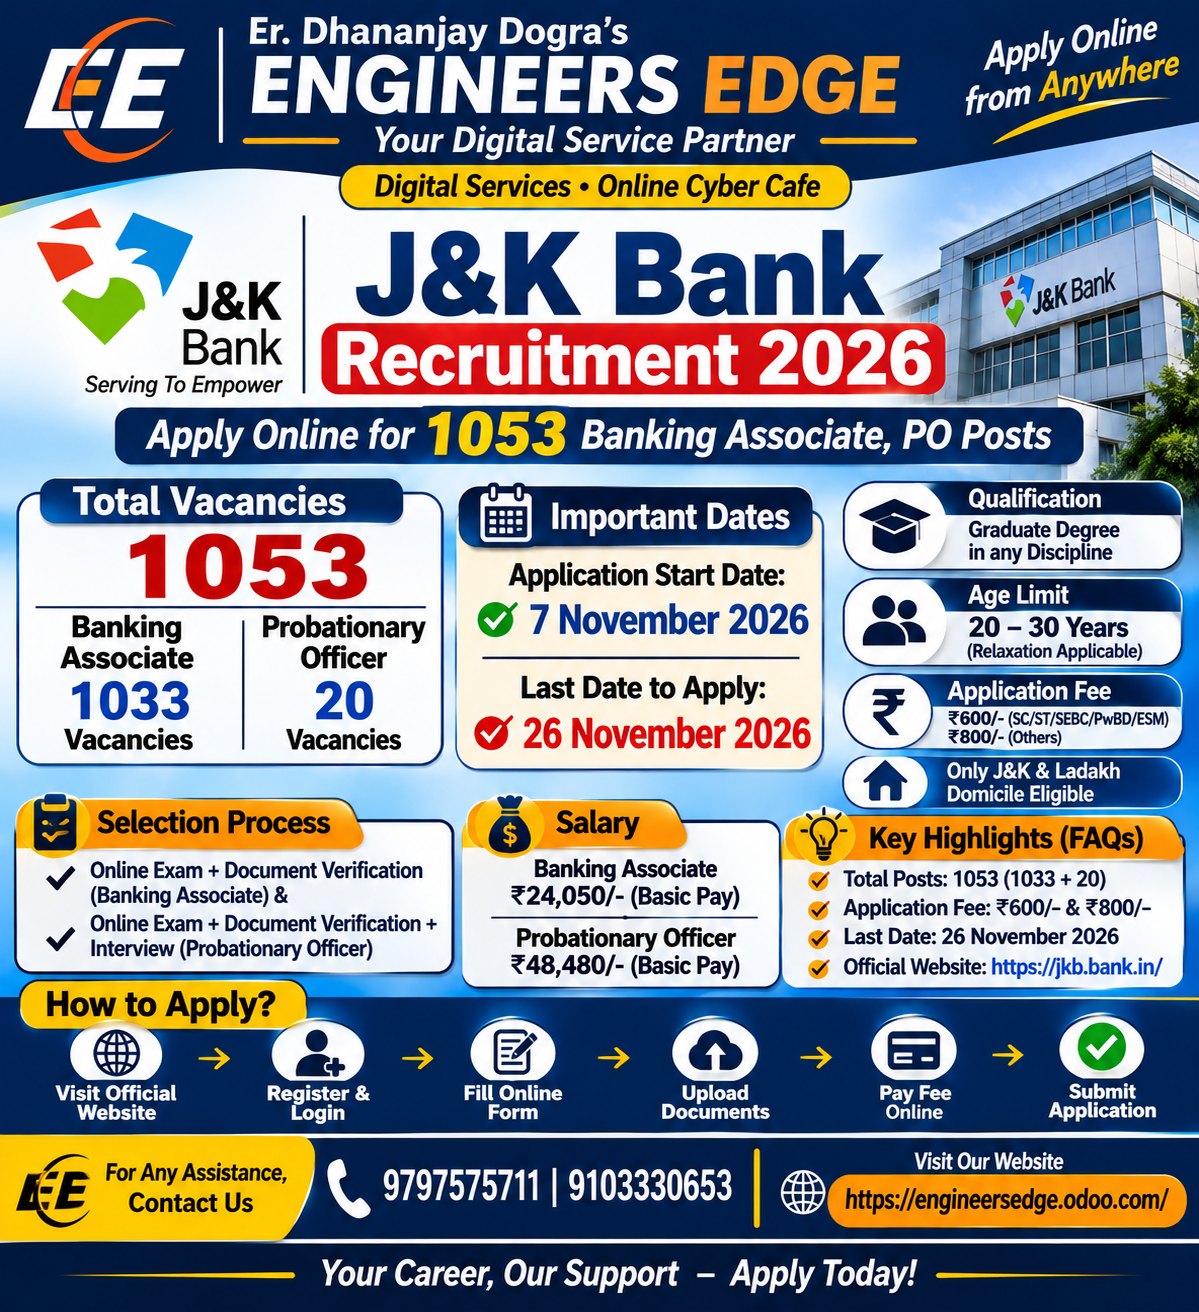 EE
Er. Dhananjay Dogra's
ENGINEERS EDGE
Your Digital Service Partner
Digital Services • Online Cyber Cafe
Apply Online
from Anywhere
J&K
Bank
Serving To Empower
J&K Bank
Recruitment 2026
J&K Bank
Apply Online for 1053 Banking Associate, PO Posts
Total Vacancies
1053
Banking
Associate
1033
Vacancies
Probationary
Officer
20
Vacancies
Important Dates
Application Start Date:
7 November 2026
Last Date to Apply:
26 November 2026
Qualification
Graduate Degree
in any Discipline
Age Limit
20 – 30 Years
(Relaxation Applicable)
₹
Application Fee
₹600/- (SC/ST/SEBC/PwBD/ESM)
₹800/- (Others)
Only J&K & Ladakh
Domicile Eligible
Selection Process
Online Exam + Document Verification
(Banking Associate) &
Online Exam + Document Verification +
Interview (Probationary Officer)
$
Salary
Banking Associate
₹24,050/- (Basic Pay)
Probationary Officer
₹48,480/- (Basic Pay)
Key Highlights (FAQs)
Total Posts: 1053 (1033 + 20)
Application Fee: ₹600/- & ₹800/-
Last Date: 26 November 2026
Official Website: https://jkb.bank.in/
How to Apply?
Visit Official
Website
Register &
Login
Fill Online
Form
Upload
Documents
Pay Fee
Online
Submit
Application
EE
For Any Assistance,
Contact Us
9797575711 | 9103330653
Visit Our Website
https://engineersedge.odoo.com/
Your Career, Our Support – Apply Today!